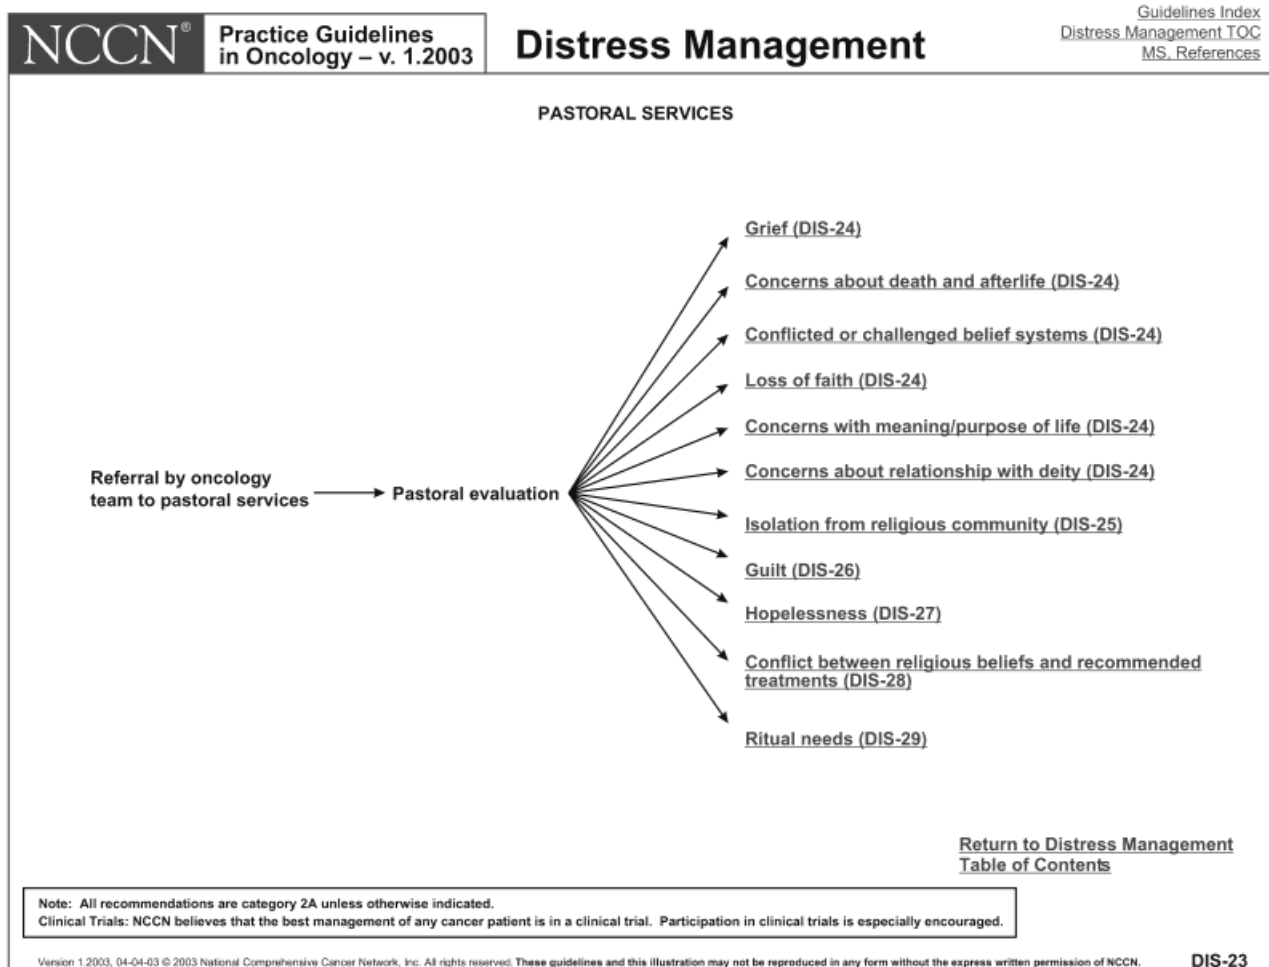 NCCN®
Practice Guidelines
in Oncology – v. 1.2003
Distress Management
Guidelines Index
Distress Management TOC
MS, References
PASTORAL SERVICES
Referral by oncology
team to pastoral services
Pastoral evaluation
Grief (DIS-24)
Concerns about death and afterlife (DIS-24)
Conflicted or challenged belief systems (DIS-24)
Loss of faith (DIS-24)
Concerns with meaning/purpose of life (DIS-24)
Concerns about relationship with deity (DIS-24)
Isolation from religious community (DIS-25)
Guilt (DIS-26)
Hopelessness (DIS-27)
Conflict between religious beliefs and recommended
treatments (DIS-28)
Ritual needs (DIS-29)
Return to Distress Management
Table of Contents
Note: All recommendations are category 2A unless otherwise indicated.
Clinical Trials: NCCN believes that the best management of any cancer patient is in a clinical trial. Participation in clinical trials is especially encouraged.
Version 1.2003, 04-04-03 © 2003 National Comprehensive Cancer Network, Inc. All rights reserved. These guidelines and this illustration may not be reproduced in any form without the express written permission of NCCN.
DIS-23